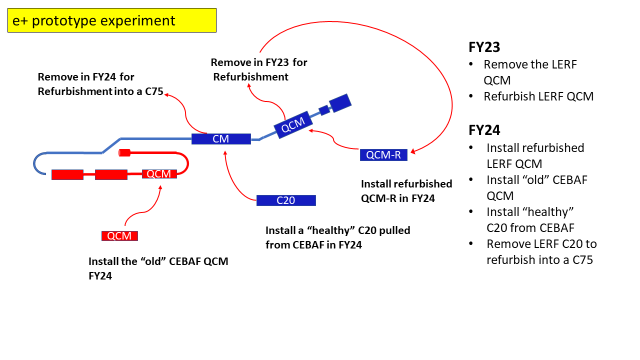 e+ prototype experiment
Remove in FY24 for
Refurbishment into a C75
Remove in FY23 for
Refurbishment
CM
QCM
QCM
QCM-R
C20
QCM
Install refurbished
QCM-R in FY24
Install a “healthy” C20 pulled
from CEBAF in FY24
Install the “old” CEBAF QCM
FY24
FY23
• Remove the LERF
QCM
• Refurbish LERF QCM
FY24
• Install refurbished
LERF QCM
• Install “old” CEBAF
QCM
• Install “healthy”
C20 from CEBAF
• Remove LERF C20 to
refurbish into a C75